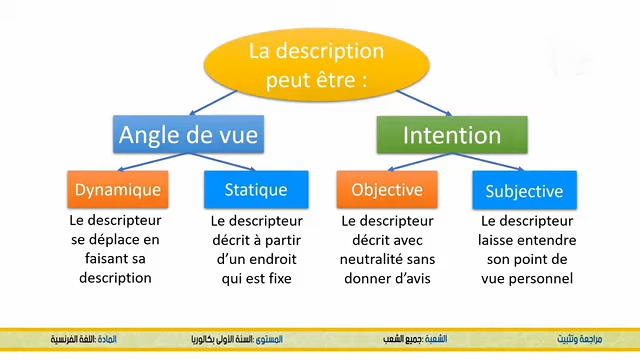 La description
peut être :
Angle de vue
Intention
Dynamique
Statique
Objective
Subjective
Le descripteur
se déplace en
faisant sa
description
Le descripteur
décrit à partir
d’un endroit
qui est fixe
Le descripteur
décrit avec
neutralité sans
donner d’avis
Le descripteur
laisse entendre
son point de
vue personnel
مراجعة وتثبيت
الشعبة :جميع الشعب
المستوى :السنة الأولى بكالوريا
المادة :اللغة الفرنسية